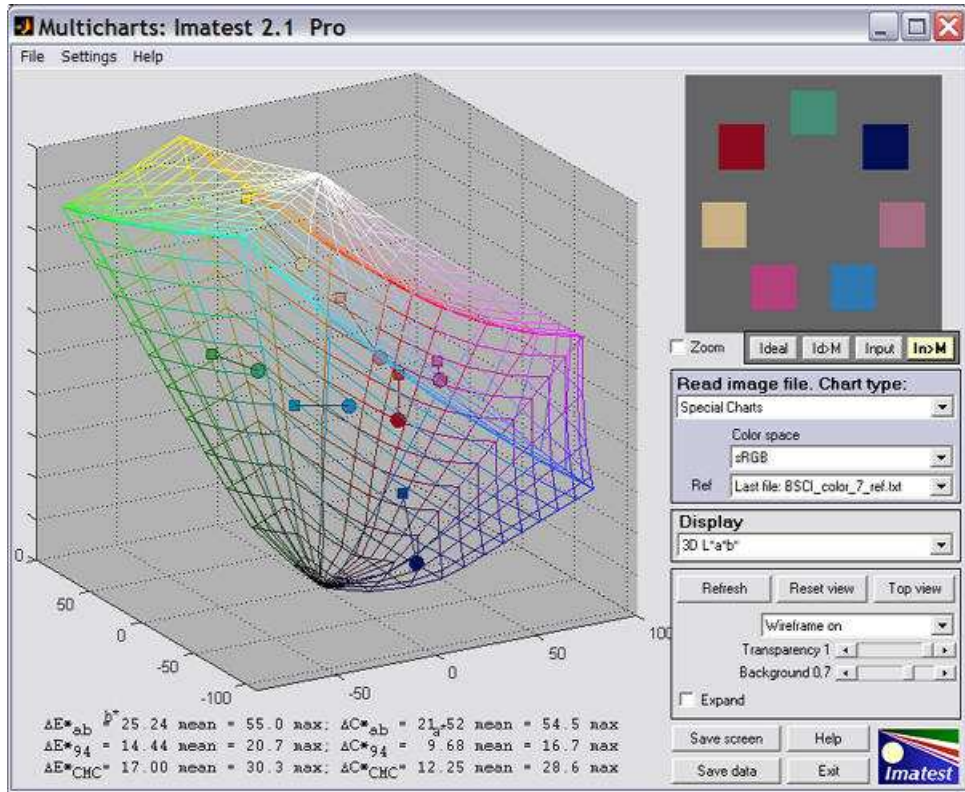 Multicharts: Imatest 2.1 Pro
File Settings Help
Zoom
Ideal
Id>M
Input
In>M
Read image file. Chart type:
Special Charts
Color space
sRGB
Ref
Last file: BSCI_color_7_ref.txt
Display
3D L*a*b*
Refresh
Reset view
Top view
Wireframe on
Transparency 1
Background 0.7
Expand
Save screen
Help
Save data
Exit
Imatest
0
50
0
-50
-100
-100
-50
0
50
100
b*
a*
ΔE*ab = 25.24 mean = 55.0 max; ΔC*ab = 21.52 mean = 54.5 max
ΔE*94 = 14.44 mean = 20.7 max; ΔC*94 = 9.68 mean = 16.7 max
ΔE*CMC= 17.00 mean = 30.3 max; ΔC*CMC= 12.25 mean = 28.6 max